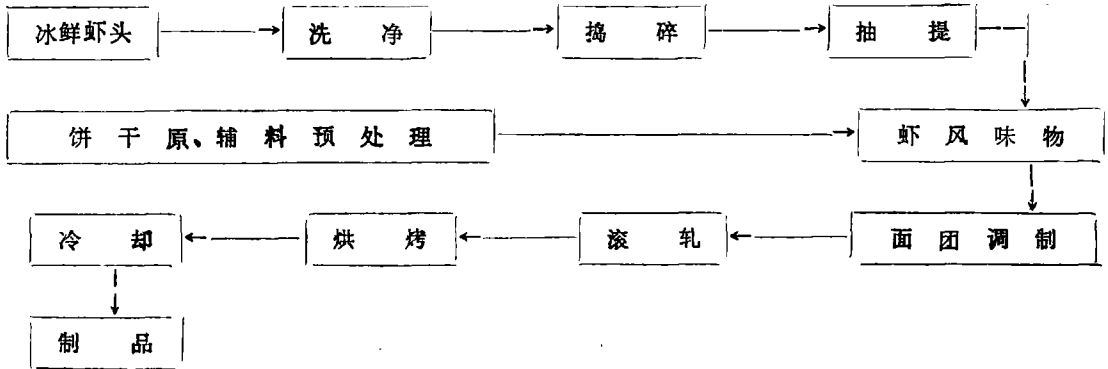 冰鲜虾头 洗净 捣碎 抽提
饼干原、辅料预处理 虾风味物
冷却 烘烤 滚轧 面团调制
制品